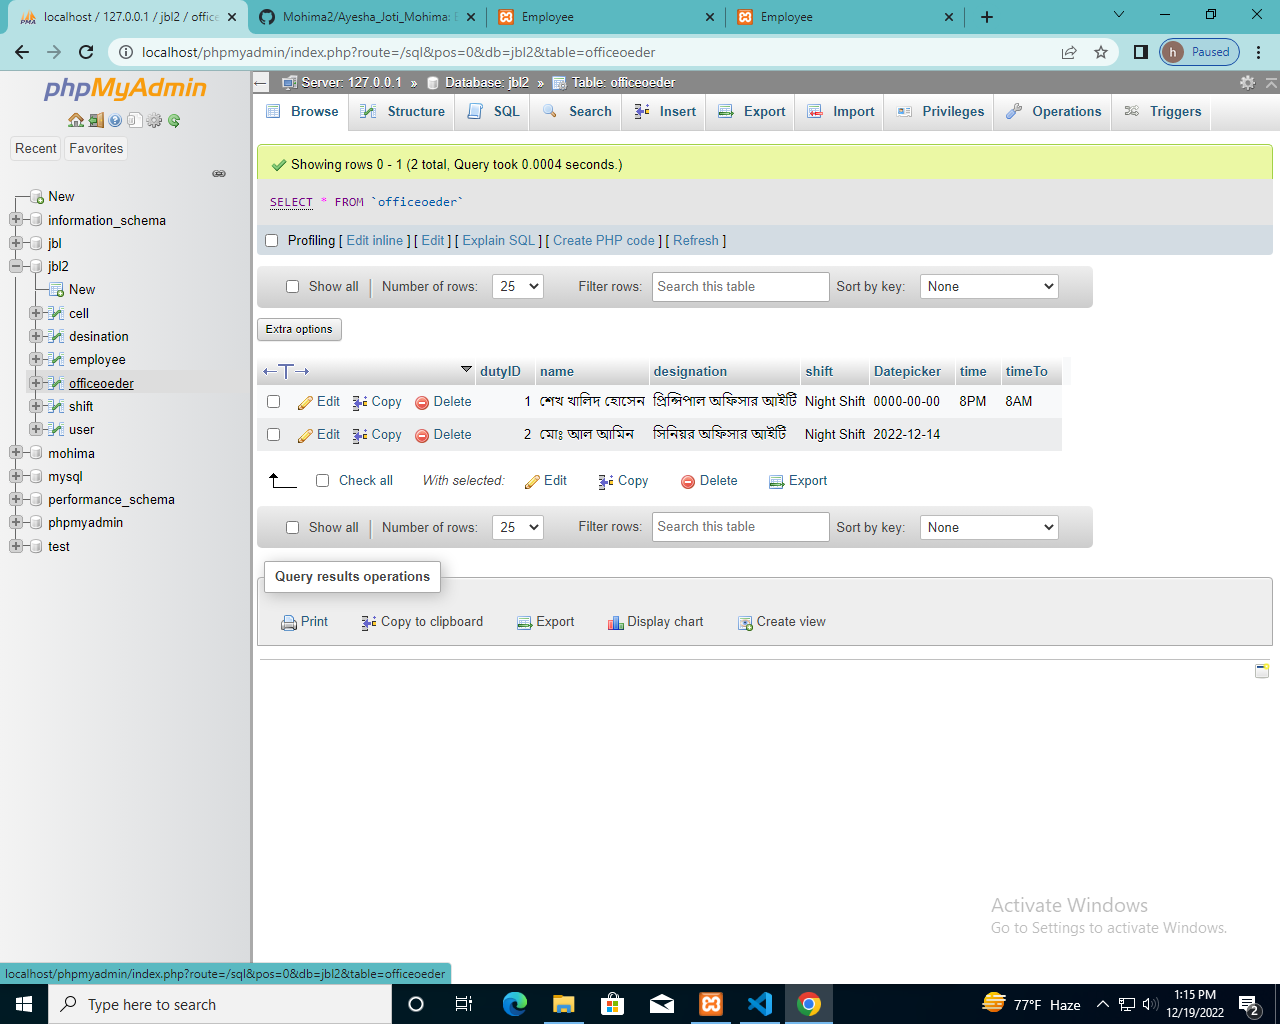 localhost / 127.0.0.1 / jbl2 / office
Mohima2/Ayesha_Joti_Mohima:
Employee
Employee
localhost/phpmyadmin/index.php?route=/sql&pos=0&db=jbl2&table=officeoeder
h Paused
phpMyAdmin
Server: 127.0.0.1 » Database: jbl2 » Table: officeoeder
Browse Structure SQL Search Insert Export Import Privileges Operations Triggers
Recent Favorites
New
information_schema
jbl
jbl2
New
cell
desination
employee
officeoeder
shift
user
mohima
mysql
performance_schema
phpmyadmin
test
Showing rows 0 - 1 (2 total, Query took 0.0004 seconds.)
SELECT * FROM `officeoeder`
Profiling [ Edit inline ] [ Edit ] [ Explain SQL ] [ Create PHP code ] [ Refresh ]
Show all Number of rows: 25 Filter rows: Search this table Sort by key: None
Extra options
←T→ dutyID name designation shift Datepicker time timeTo
Edit Copy Delete 1 শেখ খালিদ হোসেন প্রিন্সিপাল অফিসার আইটি Night Shift 0000-00-00 8PM 8AM
Edit Copy Delete 2 মোঃ আল আমিন সিনিয়র অফিসার আইটি Night Shift 2022-12-14
Check all With selected: Edit Copy Delete Export
Show all Number of rows: 25 Filter rows: Search this table Sort by key: None
Query results operations
Print Copy to clipboard Export Display chart Create view
Activate Windows
Go to Settings to activate Windows.
localhost/phpmyadmin/index.php?route=/sql&pos=0&db=jbl2&table=officeoeder
Type here to search
77°F Haze
1:15 PM
12/19/2022
2